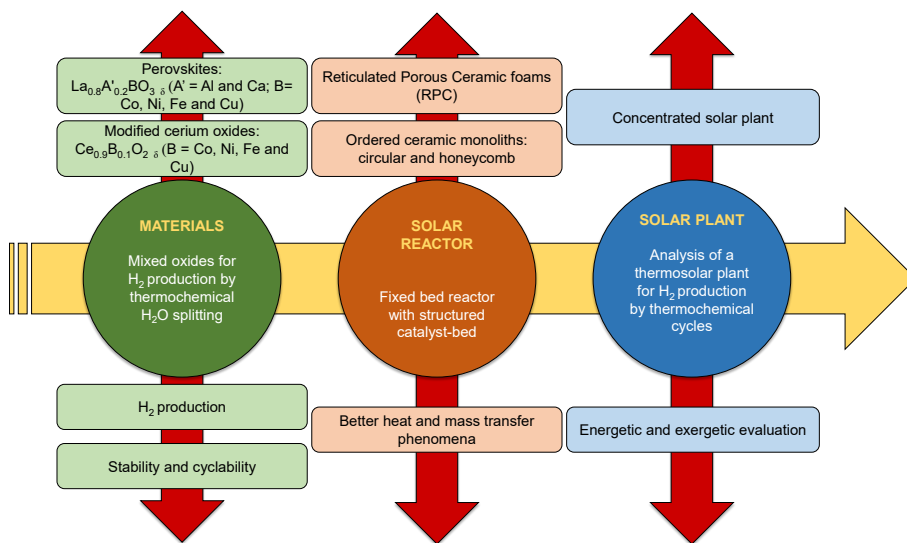 Perovskites:
La₀.₈A'₀.₂BO₃ δ (A' = Al and Ca; B=
Co, Ni, Fe and Cu)
Modified cerium oxides:
Ce₀.₉B₀.₁O₂ δ (B = Co, Ni, Fe and
Cu)
MATERIALS
Mixed oxides for
H₂ production by
thermochemical
H₂O splitting
H₂ production
Stability and cyclability
Reticulated Porous Ceramic foams
(RPC)
Ordered ceramic monoliths:
circular and honeycomb
SOLAR
REACTOR
Fixed bed reactor
with structured
catalyst-bed
Better heat and mass transfer
phenomena
Concentrated solar plant
SOLAR PLANT
Analysis of a
thermosolar plant
for H₂ production
by thermochemical
cycles
Energetic and exergetic evaluation